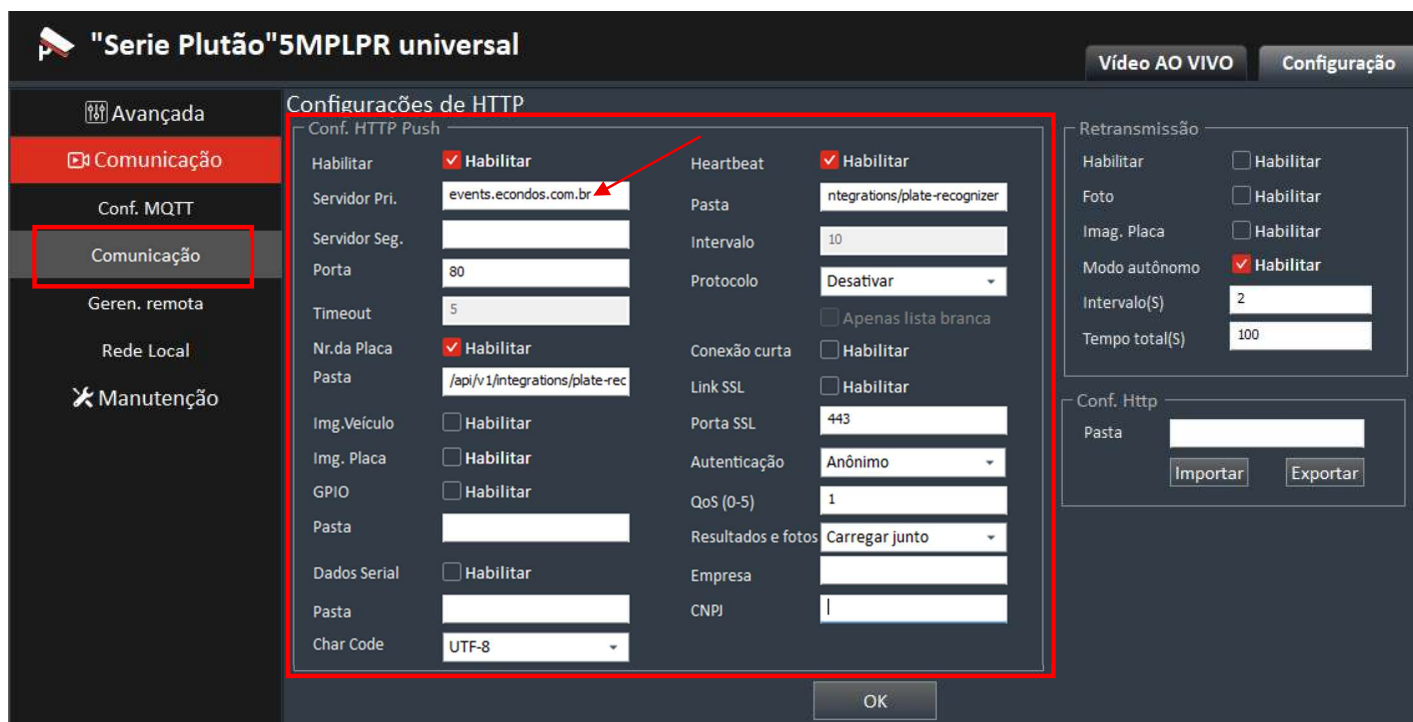 "Serie Plutão"5MPLPR universal
Vídeo AO VIVO
Configuração
Avançada
Comunicação
Conf. MQTT
Comunicação
Geren. remota
Rede Local
Manutenção
Configurações de HTTP
Conf. HTTP Push
Habilitar Habilitar
Servidor Pri. events.econdos.com.br
Servidor Seg.
Porta 80
Timeout 5
Nr.da Placa Habilitar
Pasta /api/v1/integrations/plate-rec
Img.Veículo Habilitar
Img. Placa Habilitar
GPIO Habilitar
Pasta
Dados Serial Habilitar
Pasta
Char Code UTF-8
Heartbeat Habilitar
Pasta ntegrations/plate-recognizer
Intervalo 10
Protocolo Desativar
Apenas lista branca
Conexão curta Habilitar
Link SSL Habilitar
Porta SSL 443
Autenticação Anônimo
QoS (0-5) 1
Resultados e fotos Carregar junto
Empresa
CNPJ
Retransmissão
Habilitar Habilitar
Foto Habilitar
Imag. Placa Habilitar
Modo autônomo Habilitar
Intervalo(S) 2
Tempo total(S) 100
Conf. Http
Pasta
Importar Exportar
OK